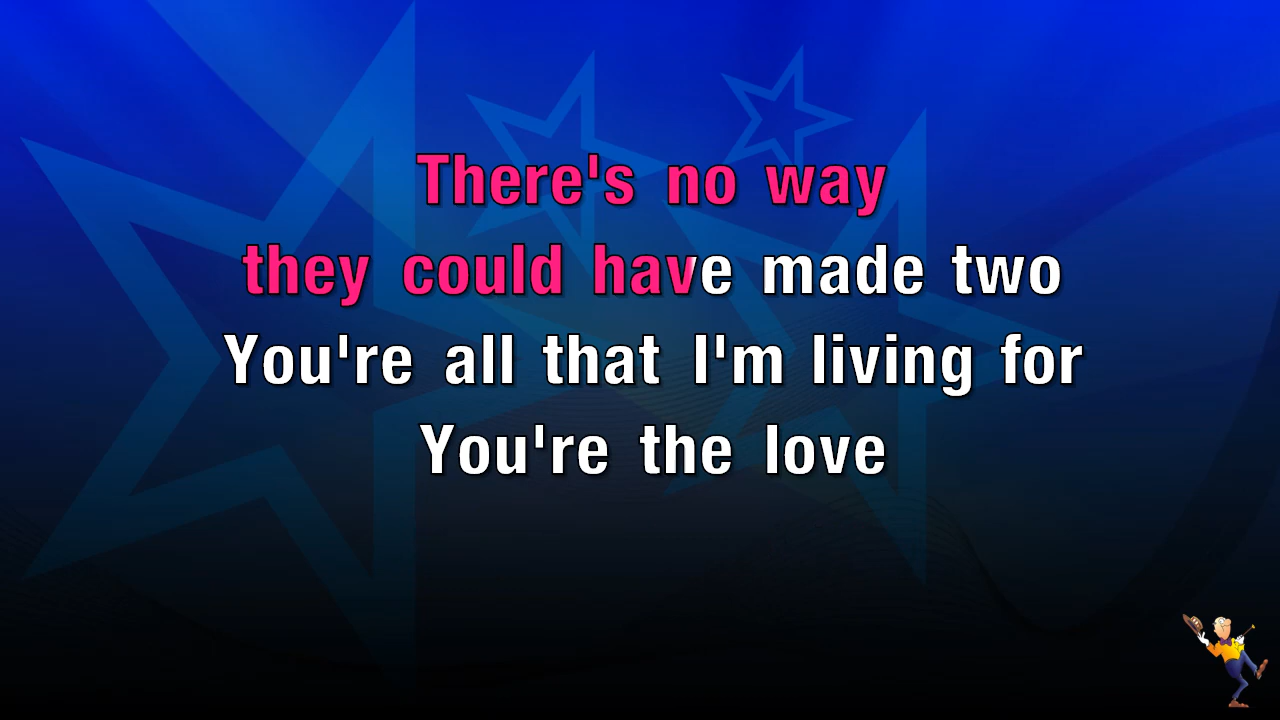 There's no way
they could have made two
You're all that I'm living for
You're the love